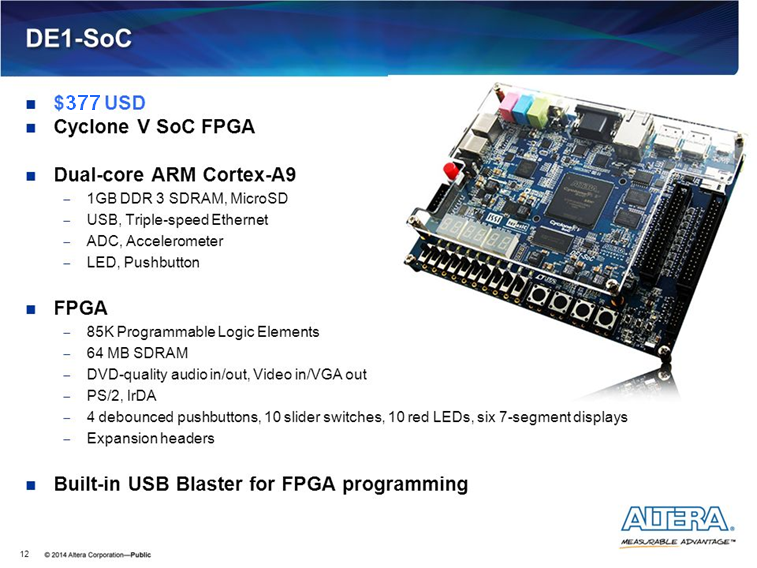 DE1-SoC
$377 USD
Cyclone V SoC FPGA
Dual-core ARM Cortex-A9
– 1GB DDR 3 SDRAM, MicroSD
– USB, Triple-speed Ethernet
– ADC, Accelerometer
– LED, Pushbutton
FPGA
– 85K Programmable Logic Elements
– 64 MB SDRAM
– DVD-quality audio in/out, Video in/VGA out
– PS/2, IrDA
– 4 debounced pushbuttons, 10 slider switches, 10 red LEDs, six 7-segment displays
– Expansion headers
Built-in USB Blaster for FPGA programming
ALTERA
Cyclone V
ALTERA
MEASURABLE ADVANTAGE™
12 © 2014 Altera Corporation—Public